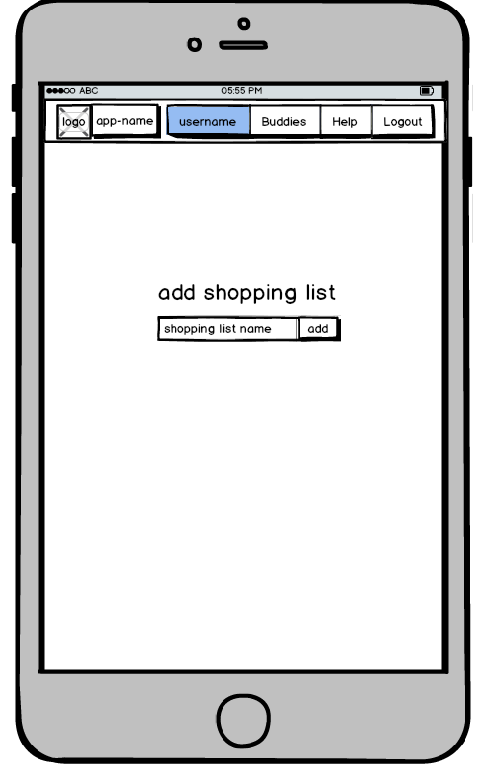 ABC 05:55 PM
logo app-name username Buddies Help Logout
add shopping list
shopping list name add